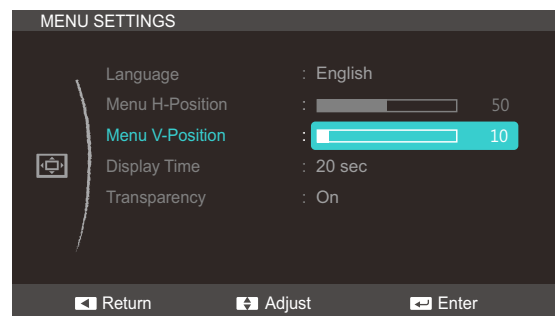 MENU SETTINGS
Language : English
Menu H-Position : 50
Menu V-Position : 10
Display Time : 20 sec
Transparency : On
Return Adjust Enter